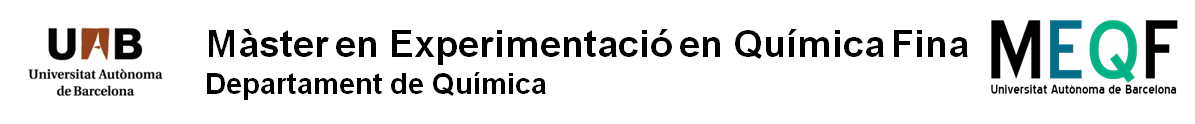 UAB
Universitat Autònoma
de Barcelona
Màster en Experimentació en Química Fina
Departament de Química
MEQF
Universitat Autònoma de Barcelona